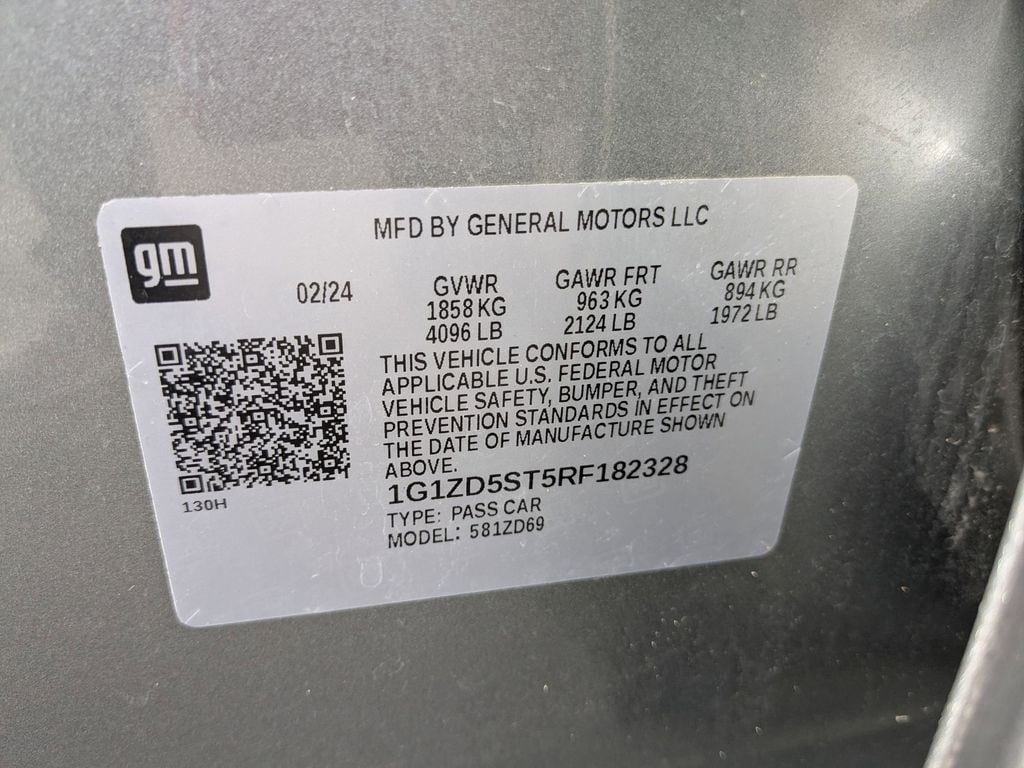 gm
MFD BY GENERAL MOTORS LLC
02/24 GVWR GAWR FRT GAWR RR
1858 KG 963 KG 894 KG
4096 LB 2124 LB 1972 LB
THIS VEHICLE CONFORMS TO ALL
APPLICABLE U.S. FEDERAL MOTOR
VEHICLE SAFETY, BUMPER, AND THEFT
PREVENTION STANDARDS IN EFFECT ON
THE DATE OF MANUFACTURE SHOWN
ABOVE.
1G1ZD5ST5RF182328
130H
TYPE: PASS CAR
MODEL: 581ZD69